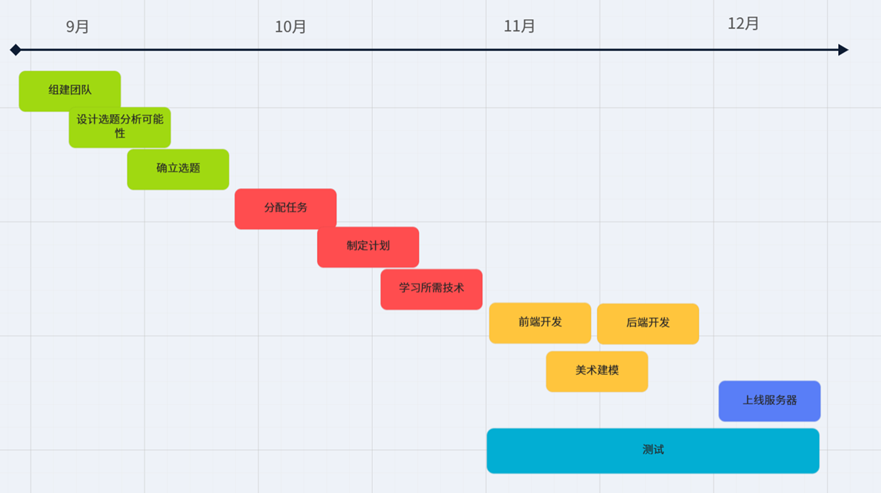 9月
10月
11月
12月
组建团队
设计选题分析可能
性
确立选题
分配任务
制定计划
学习所需技术
前端开发
后端开发
美术建模
上线服务器
测试